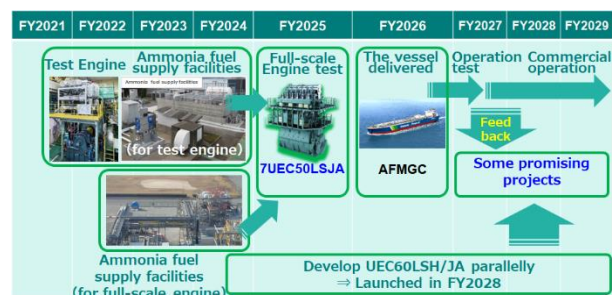 FY2021 FY2022 FY2023 FY2024 FY2025 FY2026 FY2027 FY2028 FY2029
Test Engine
Ammonia fuel
supply facilities
Ammonia fuel supply facilities
(for test engine)
Full-scale
Engine test
7UEC50LSJA
The vessel
delivered
AFMGC
Operation
test
Commercial
operation
Feed
back
Some promising
projects
Ammonia fuel
supply facilities
(for full-scale engine)
Develop UEC60LSH/JA parallelly
⇒ Launched in FY2028